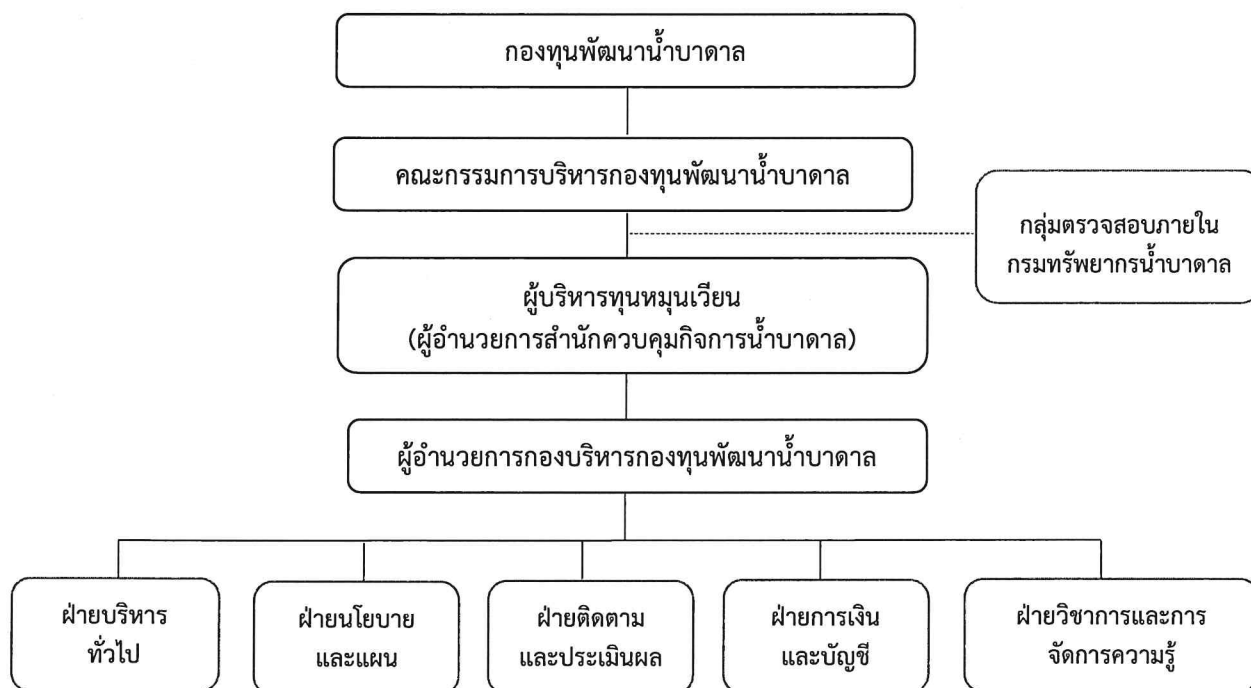 กองทุนพัฒนาน้ำบาดาล
คณะกรรมการบริหารกองทุนพัฒนาน้ำบาดาล
กลุ่มตรวจสอบภายใน
กรมทรัพยากรน้ำบาดาล
ผู้บริหารทุนหมุนเวียน
(ผู้อำนวยการสำนักควบคุมกิจการน้ำบาดาล)
ผู้อำนวยการกองบริหารกองทุนพัฒนาน้ำบาดาล
ฝ่ายบริหาร
ทั่วไป
ฝ่ายนโยบาย
และแผน
ฝ่ายติดตาม
และประเมินผล
ฝ่ายการเงิน
และบัญชี
ฝ่ายวิชาการและการ
จัดการความรู้